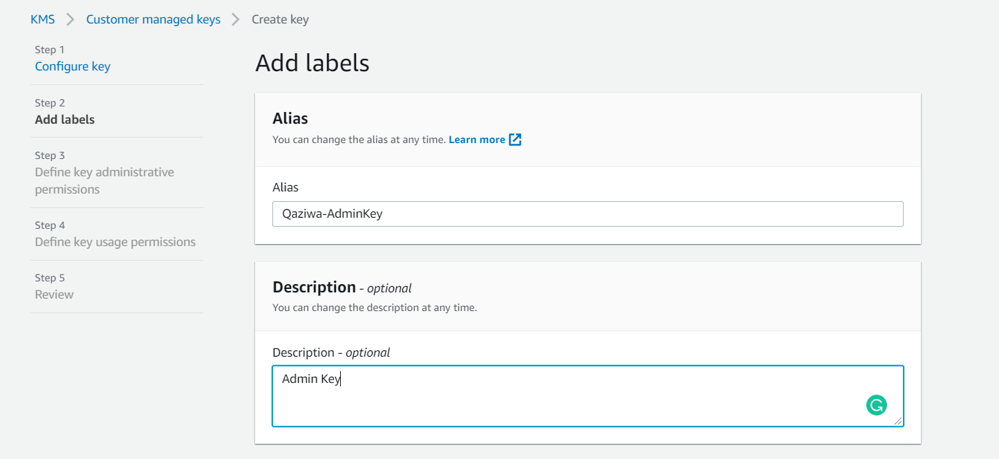 KMS > Customer managed keys > Create key
Step 1
Configure key
Step 2
Add labels
Step 3
Define key administrative
permissions
Step 4
Define key usage permissions
Step 5
Review
Add labels
Alias
You can change the alias at any time. Learn more
Alias
Qaziwa-AdminKey
Description - optional
You can change the description at any time.
Description - optional
Admin Key